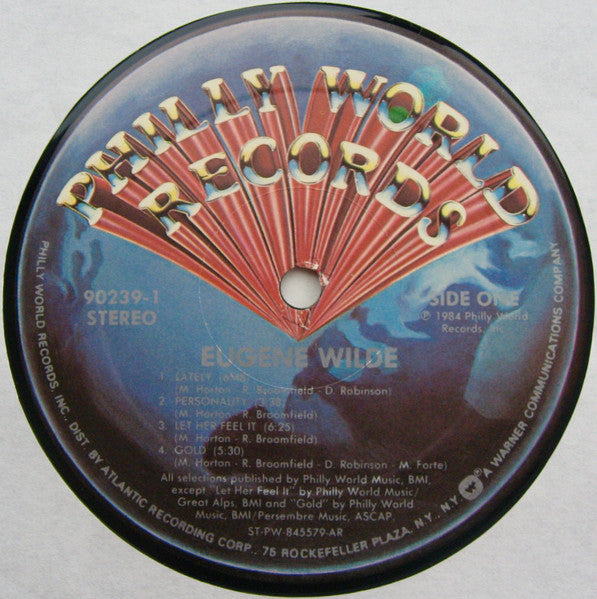 PHILLY WORLD
RECORDS
90239-1
STEREO
SIDE ONE
℗ 1984 Philly World
Records, Inc.
EUGENE WILDE
1. LATELY (6:48)
(M. Horton - R. Broomfield - D. Robinson)
2. PERSONALITY (3:38)
(M. Horton - R. Broomfield)
3. LET HER FEEL IT (6:25)
(M. Horton - R. Broomfield)
4. GOLD (5:30)
(M. Horton - R. Broomfield - D. Robinson - M. Forte)
All selections published by Philly World Music, BMI,
except "Let Her Feel It" by Philly World Music/
Great Alps, BMI and "Gold" by Philly World
Music, BMI/Persembre Music, ASCAP.
ST-PW-845579-AR
PHILLY WORLD RECORDS, INC., DIST. BY ATLANTIC RECORDING CORP., 75 ROCKEFELLER PLAZA, N.Y., N.Y. A WARNER COMMUNICATIONS COMPANY